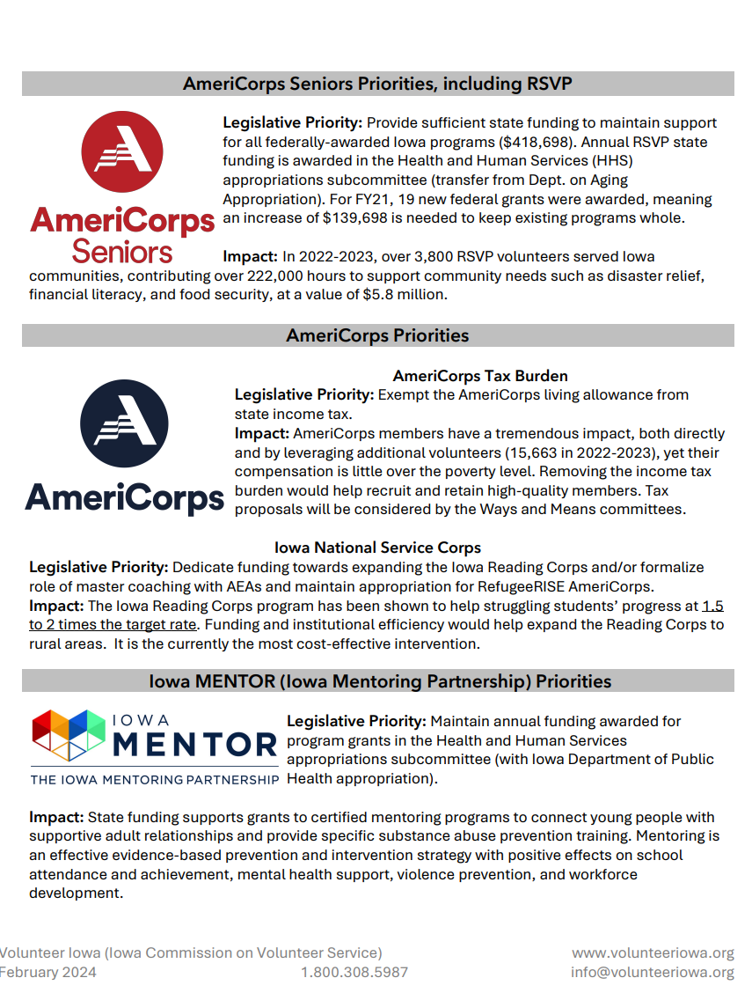 AmeriCorps Seniors Priorities, including RSVP
Legislative Priority: Provide sufficient state funding to maintain support
for all federally-awarded Iowa programs ($418,698). Annual RSVP state
funding is awarded in the Health and Human Services (HHS)
appropriations subcommittee (transfer from Dept. on Aging
Appropriation). For FY21, 19 new federal grants were awarded, meaning
an increase of $139,698 is needed to keep existing programs whole.
AmeriCorps
Seniors
Impact: In 2022-2023, over 3,800 RSVP volunteers served Iowa
communities, contributing over 222,000 hours to support community needs such as disaster relief,
financial literacy, and food security, at a value of $5.8 million.
AmeriCorps Priorities
AmeriCorps Tax Burden
Legislative Priority: Exempt the AmeriCorps living allowance from
state income tax.
Impact: AmeriCorps members have a tremendous impact, both directly
and by leveraging additional volunteers (15,663 in 2022-2023), yet their
compensation is little over the poverty level. Removing the income tax
burden would help recruit and retain high-quality members. Tax
proposals will be considered by the Ways and Means committees.
AmeriCorps
Iowa National Service Corps
Legislative Priority: Dedicate funding towards expanding the Iowa Reading Corps and/or formalize
role of master coaching with AEAs and maintain appropriation for RefugeeRISE AmeriCorps.
Impact: The Iowa Reading Corps program has been shown to help struggling students' progress at 1.5
to 2 times the target rate. Funding and institutional efficiency would help expand the Reading Corps to
rural areas.  It is the currently the most cost-effective intervention.
Iowa MENTOR (Iowa Mentoring Partnership) Priorities
IOWA
MENTOR
THE IOWA MENTORING PARTNERSHIP
Legislative Priority: Maintain annual funding awarded for
program grants in the Health and Human Services
appropriations subcommittee (with Iowa Department of Public
Health appropriation).
Impact: State funding supports grants to certified mentoring programs to connect young people with
supportive adult relationships and provide specific substance abuse prevention training. Mentoring is
an effective evidence-based prevention and intervention strategy with positive effects on school
attendance and achievement, mental health support, violence prevention, and workforce
development.
Volunteer Iowa (Iowa Commission on Volunteer Service) www.volunteeriowa.org
February 2024 1.800.308.5987 info@volunteeriowa.org